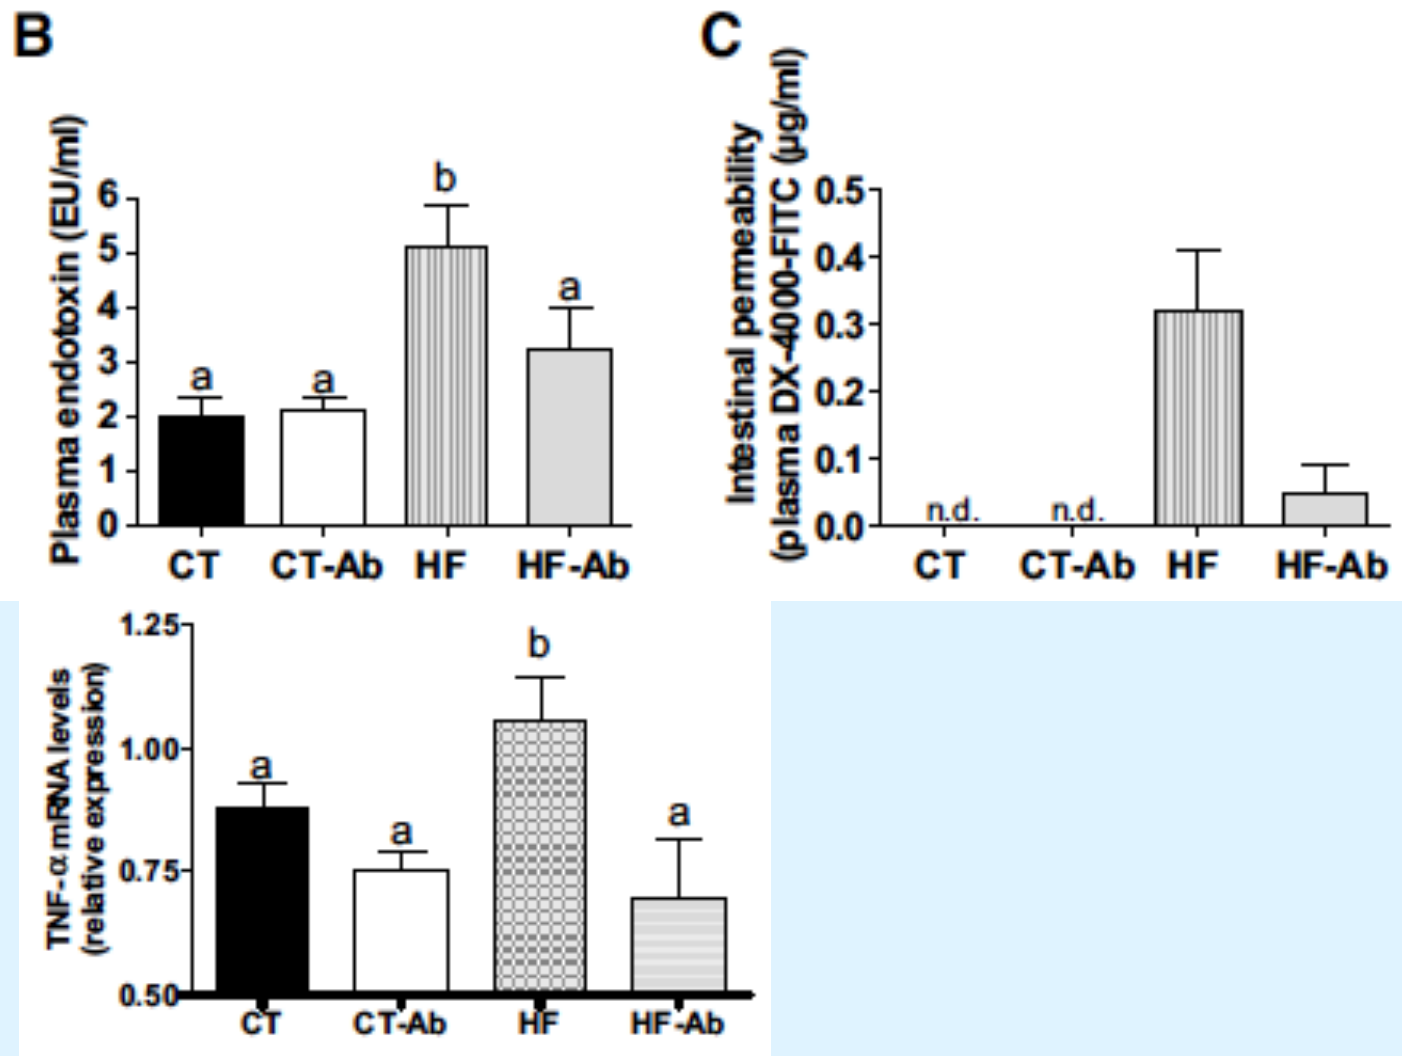 B
Plasma endotoxin (EU/ml)
6
5
4
3
2
1
0
a
a
b
a
CT
CT-Ab
HF
HF-Ab
C
Intestinal permeability
(plasma DX-4000-FITC (µg/ml)
0.5
0.4
0.3
0.2
0.1
0.0
n.d.
n.d.
CT
CT-Ab
HF
HF-Ab
TNF-α mRNA levels
(relative expression)
1.25
1.00
0.75
0.50
a
a
b
a
CT
CT-Ab
HF
HF-Ab